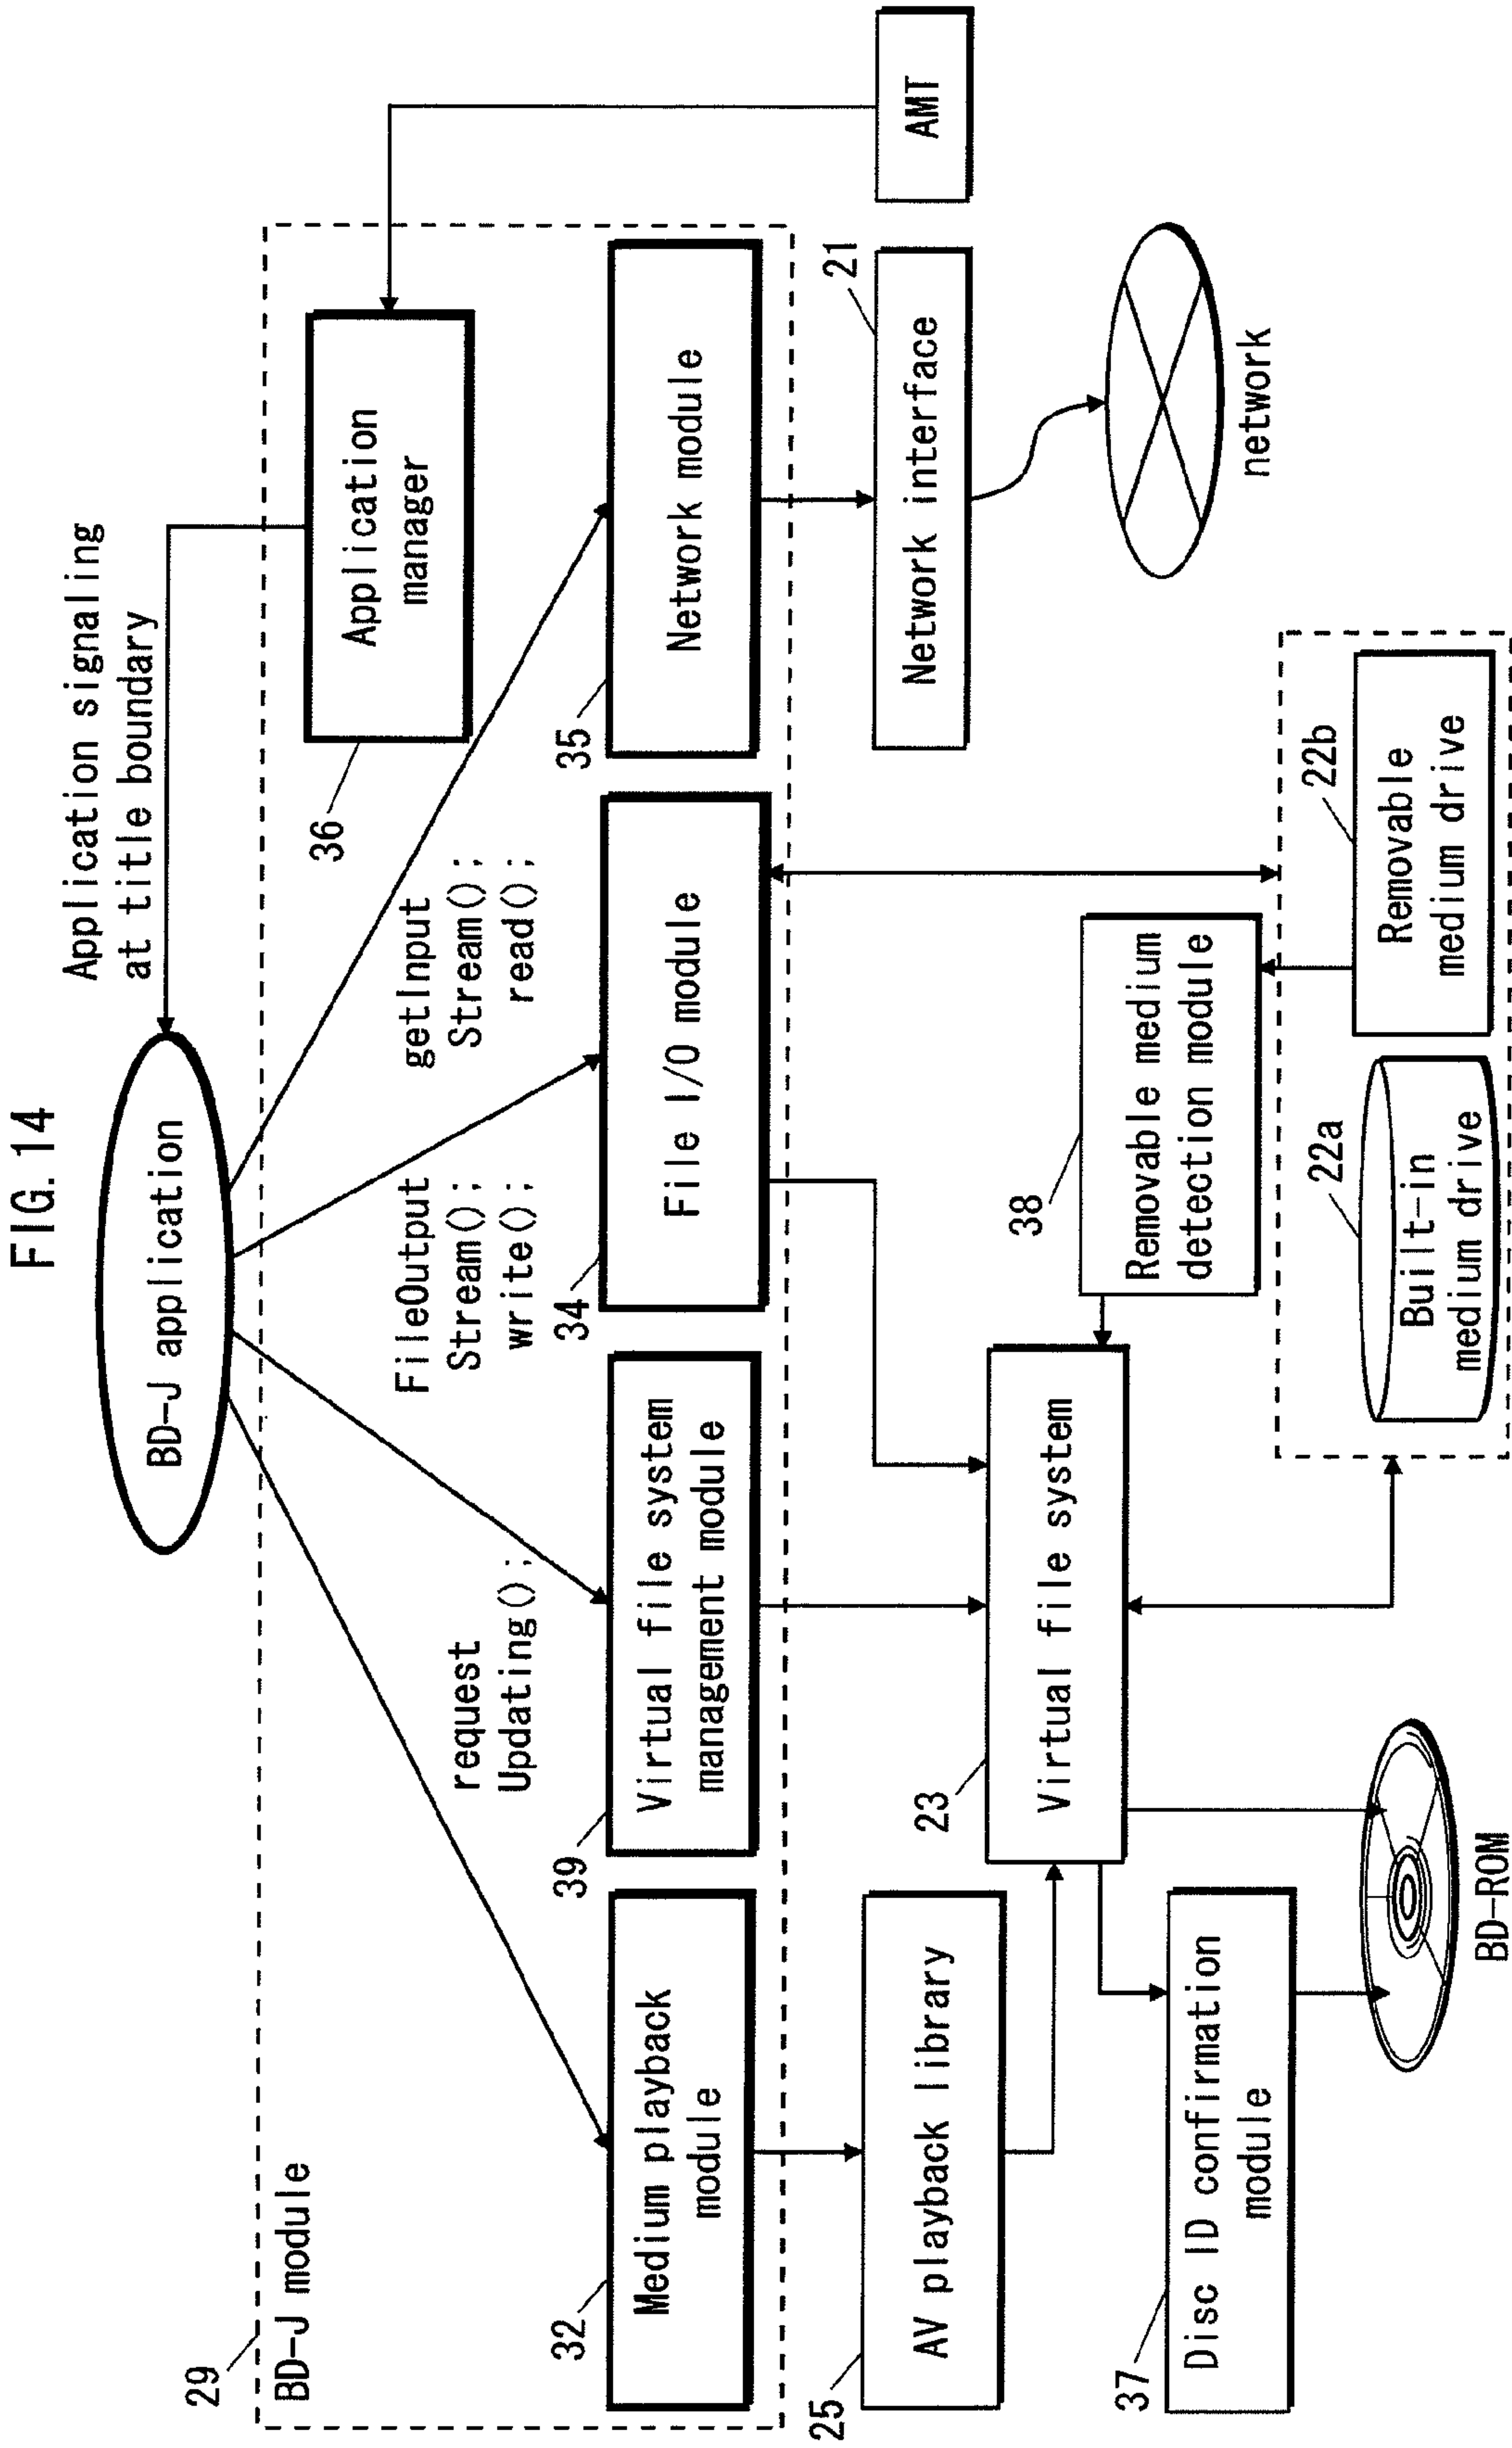 FIG. 14
Application signaling
at title boundary
BD-J application
29
BD-J module
36
Application
manager
request
Updating();
FileOutput
Stream();
write();
getInput
Stream();
read();
32
Medium playback
module
39
Virtual file system
management module
34
File I/O module
35
Network module
25
AV playback library
23
Virtual file system
38
Removable medium
detection module
21
Network interface
AMT
37
Disc ID confirmation
module
BD-ROM
22a
Built-in
medium drive
22b
Removable
medium drive
network